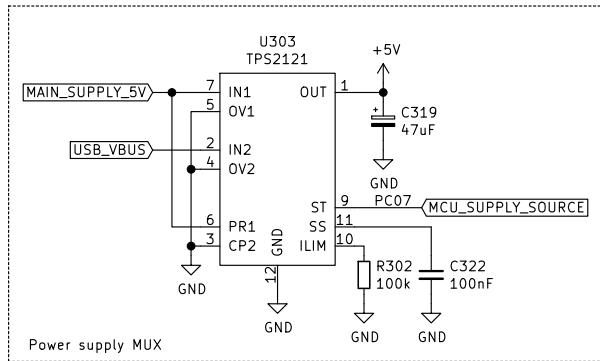 U303
TPS2121
+5V
MAIN_SUPPLY_5V
7 IN1 OUT 1
5 OV1
+ C319
47uF
USB_VBUS
2 IN2
4 OV2
GND
ST 9 PC07 MCU_SUPPLY_SOURCE
6 PR1 SS 11
3 CP2 GND ILIM 10
12
R302
100k
C322
100nF
GND
GND
GND
GND
Power supply MUX